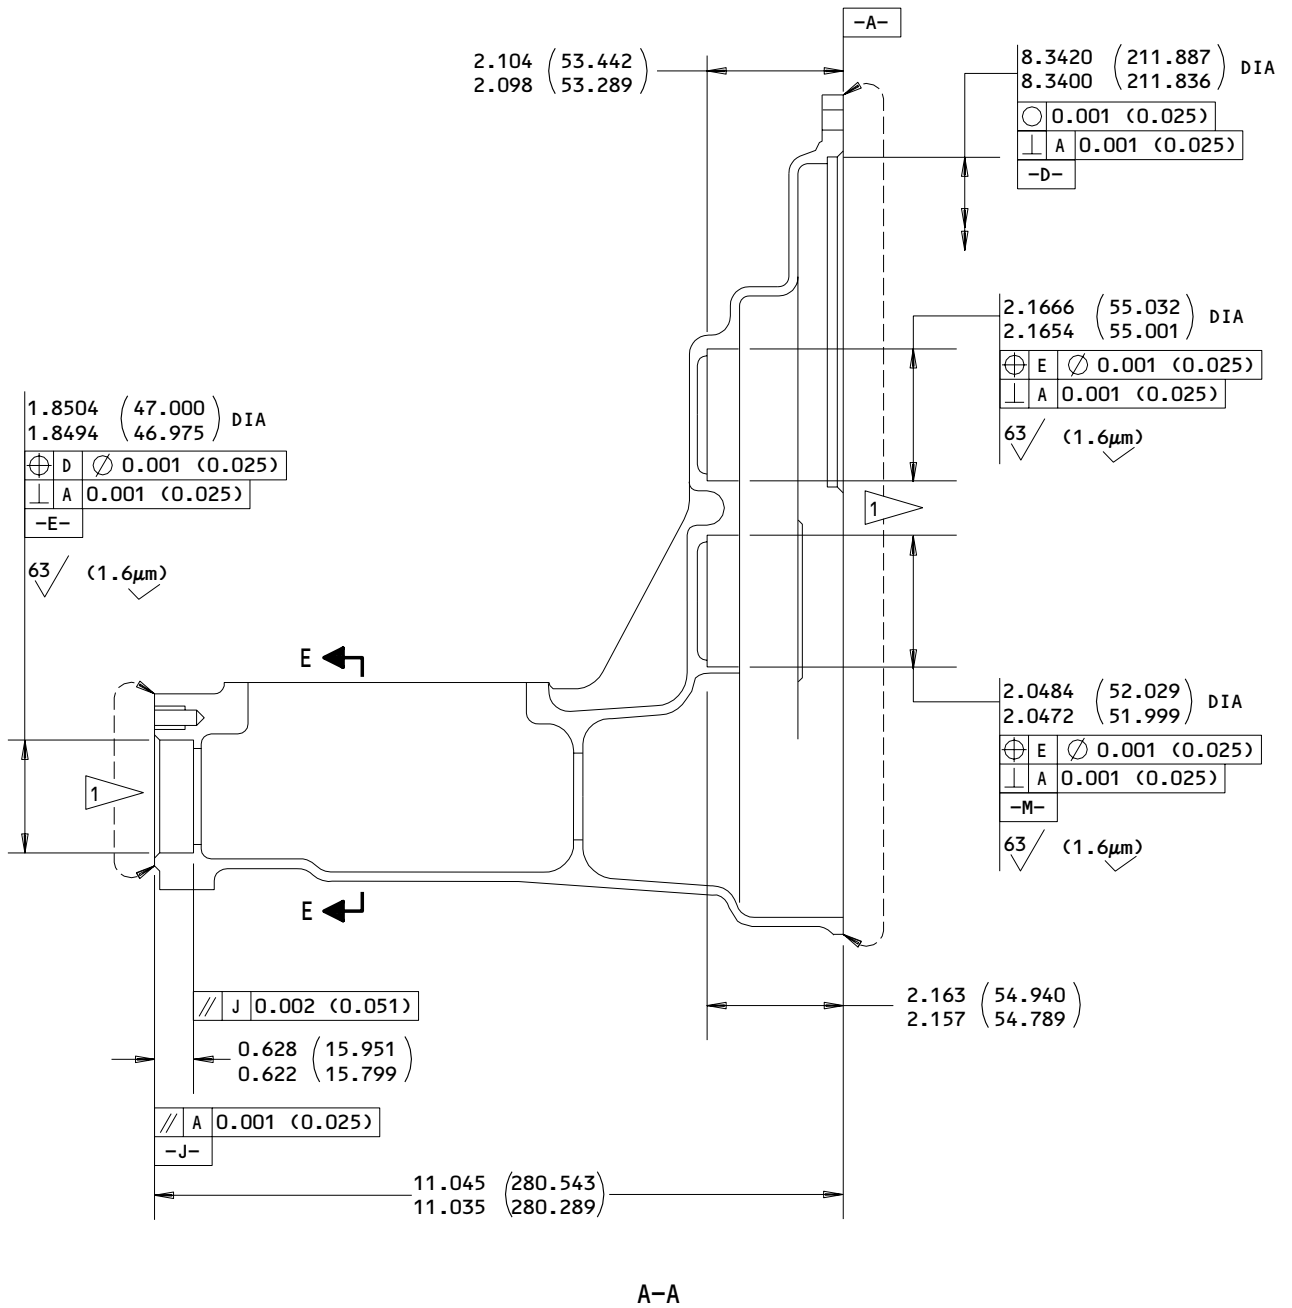 -A-
2.104 (53.442
2.098 53.289)
8.3420 (211.887) DIA
8.3400 (211.836)
○ 0.001 (0.025)
⊥ A 0.001 (0.025)
-D-
2.1666 (55.032) DIA
2.1654 (55.001)
⌖ E ∅ 0.001 (0.025)
⊥ A 0.001 (0.025)
63 (1.6μm)
1.8504 (47.000) DIA
1.8494 (46.975)
⌖ D ∅ 0.001 (0.025)
⊥ A 0.001 (0.025)
-E-
63 (1.6μm)
1
E
2.0484 (52.029) DIA
2.0472 (51.999)
⌖ E ∅ 0.001 (0.025)
⊥ A 0.001 (0.025)
-M-
63 (1.6μm)
1
E
2.163 (54.940)
2.157 (54.789)
// J 0.002 (0.051)
0.628 (15.951)
0.622 (15.799)
// A 0.001 (0.025)
-J-
11.045 (280.543)
11.035 (280.289)
A-A